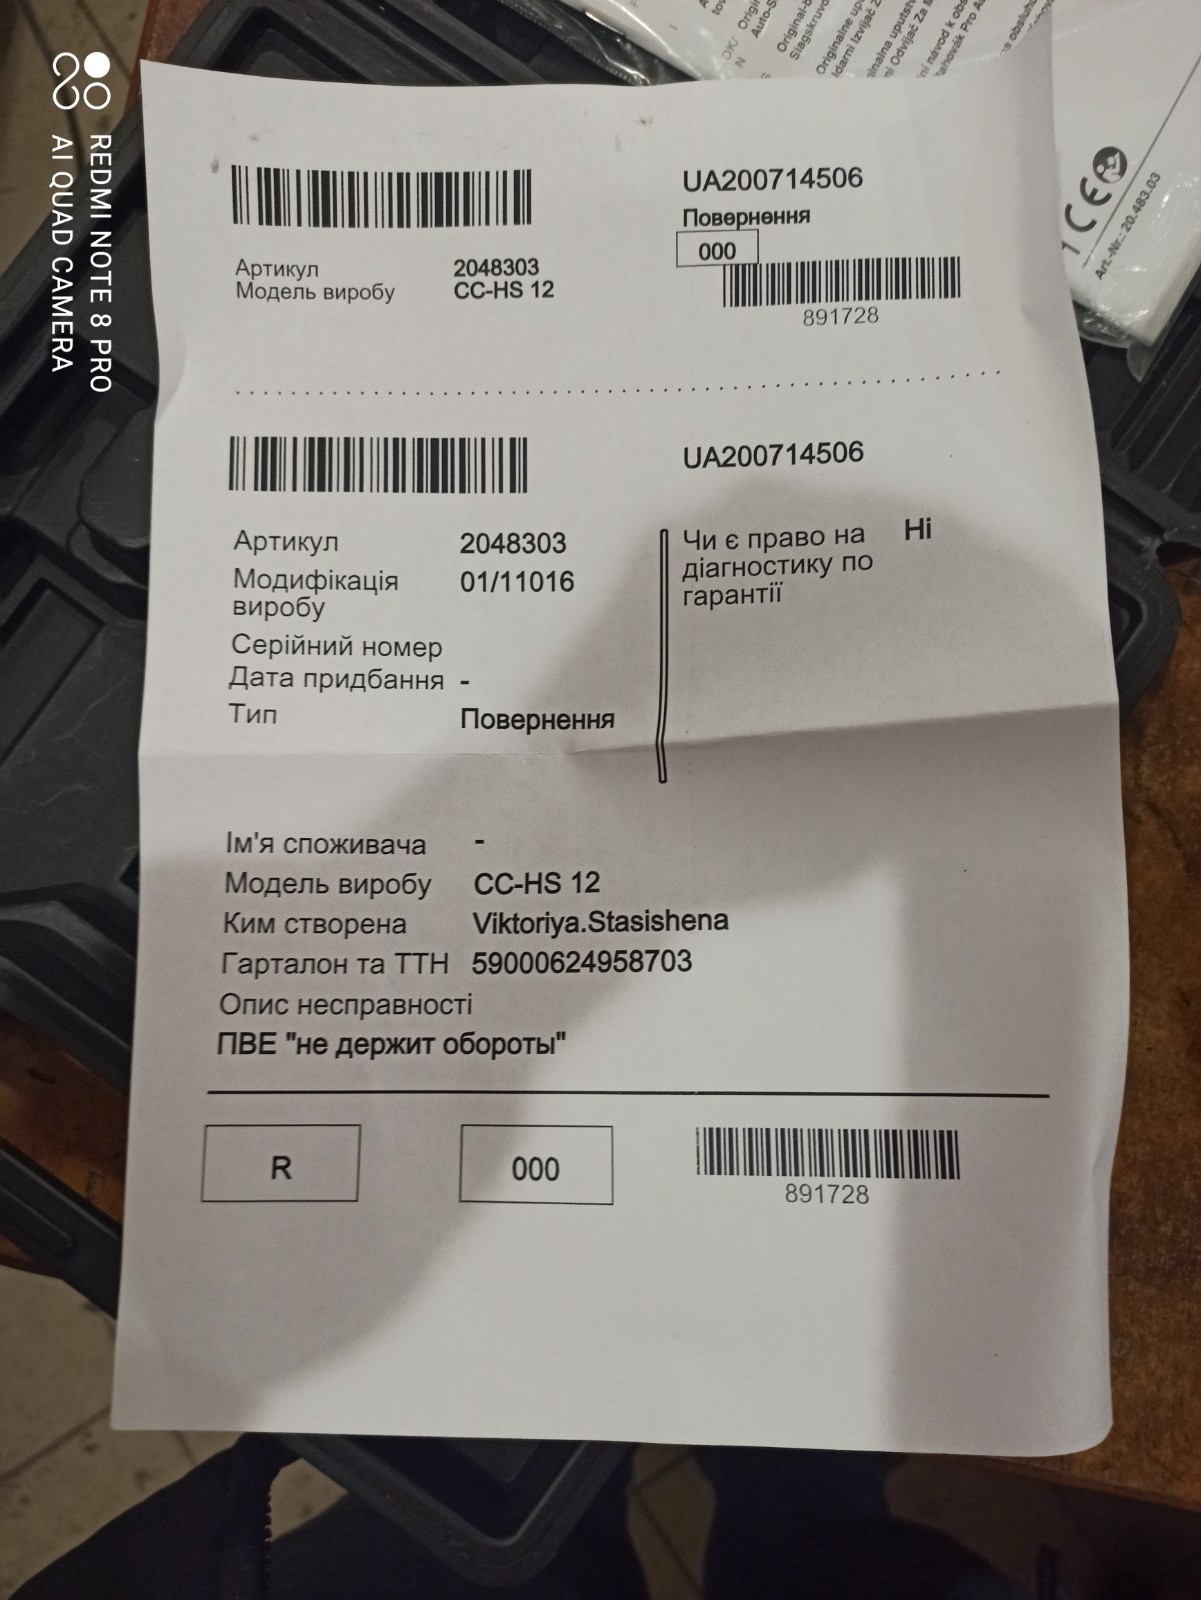 REDMI NOTE 8 PRO
AI QUAD CAMERA
UA200714506
Повернення
000
891728
Артикул 2048303
Модель виробу CC-HS 12
UA200714506
Артикул 2048303
Модифікація виробу 01/11016
Серійний номер
Дата придбання -
Тип Повернення
Чи є право на Ні
діагностику по
гарантії
Ім'я споживача -
Модель виробу CC-HS 12
Ким створена Viktoriya.Stasishena
Гарталон та ТТН 59000624958703
Опис несправності
ПВЕ "не держит обороты"
R
000
891728
CE
Art.-Nr.: 20.483.03